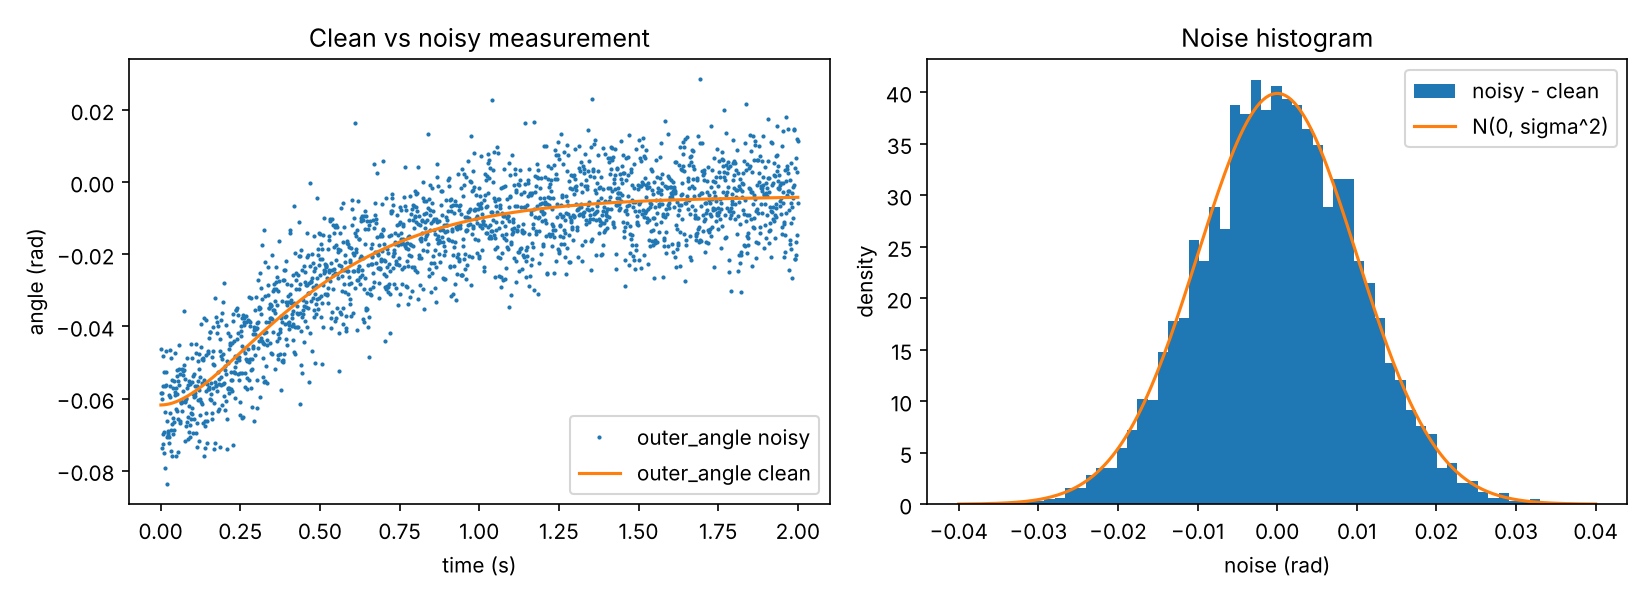 Clean vs noisy measurement
angle (rad)
0.02
0.00
−0.02
−0.04
−0.06
−0.08
outer_angle noisy
outer_angle clean
0.00 0.25 0.50 0.75 1.00 1.25 1.50 1.75 2.00
time (s)
Noise histogram
density
40
35
30
25
20
15
10
5
0
noisy - clean
N(0, sigma^2)
−0.04 −0.03 −0.02 −0.01 0.00 0.01 0.02 0.03 0.04
noise (rad)